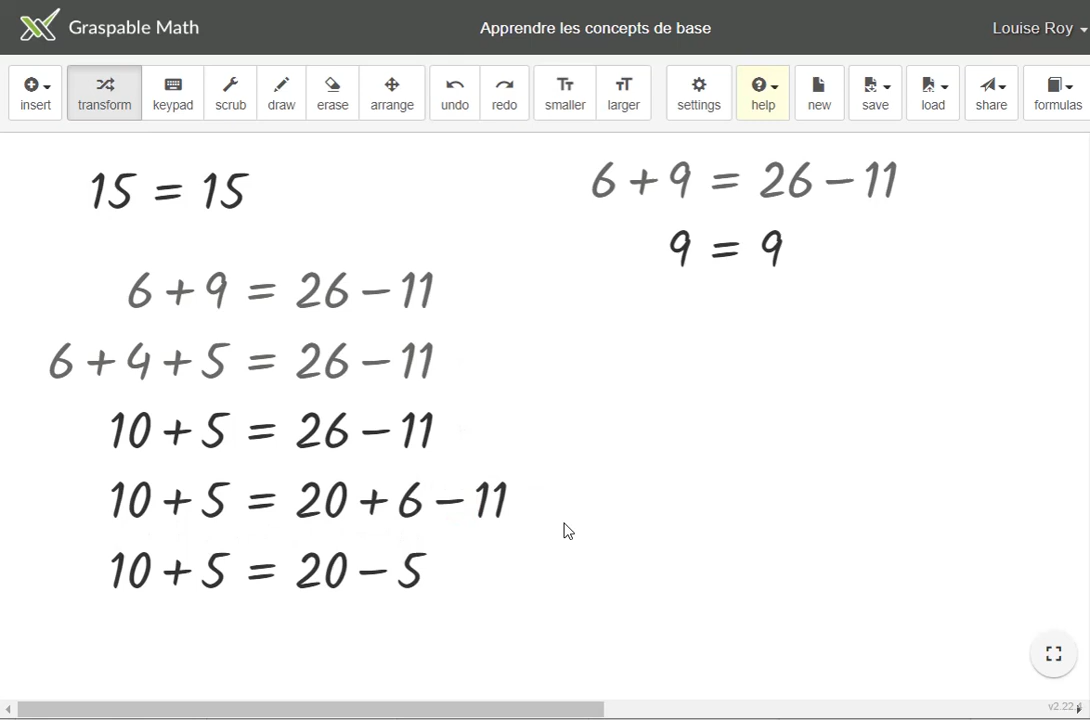 Graspable Math
Apprendre les concepts de base
Louise Roy
insert
transform
keypad
scrub
draw
erase
arrange
undo
redo
smaller
larger
settings
help
new
save
load
share
formulas
15 = 15
6 + 9 = 26 − 11
6 + 4 + 5 = 26 − 11
10 + 5 = 26 − 11
10 + 5 = 20 + 6 − 11
10 + 5 = 20 − 5
6 + 9 = 26 − 11
9 = 9